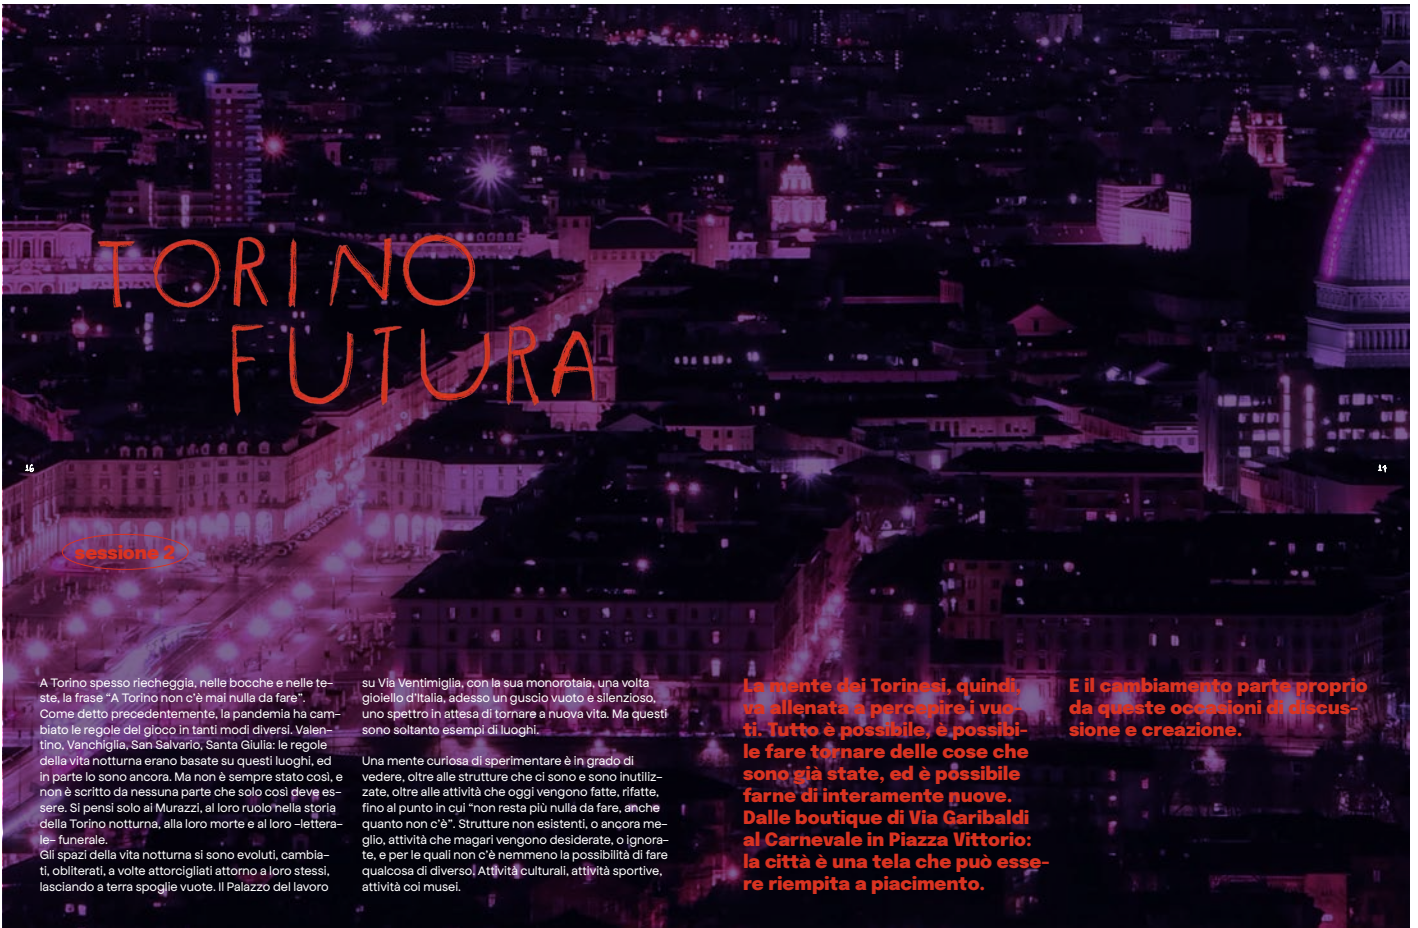 TORINO
FUTURA
16
17
sessione 2
A Torino spesso riecheggia, nelle bocche e nelle te-
ste, la frase “A Torino non c’è mai nulla da fare”.
Come detto precedentemente, la pandemia ha cam-
biato le regole del gioco in tanti modi diversi. Valen-
tino, Vanchiglia, San Salvario, Santa Giulia: le regole
della vita notturna erano basate su questi luoghi, ed
in parte lo sono ancora. Ma non è sempre stato così, e
non è scritto da nessuna parte che solo così deve es-
sere. Si pensi solo ai Murazzi, al loro ruolo nella storia
della Torino notturna, alla loro morte e al loro -lettera-
le- funerale.
Gli spazi della vita notturna si sono evoluti, cambia-
ti, obliterati, a volte attorcigliati attorno a loro stessi,
lasciando a terra spoglie vuote. Il Palazzo del lavoro
su Via Ventimiglia, con la sua monorotaia, una volta
gioiello d’Italia, adesso un guscio vuoto e silenzioso,
uno spettro in attesa di tornare a nuova vita. Ma questi
sono soltanto esempi di luoghi.
Una mente curiosa di sperimentare è in grado di
vedere, oltre alle strutture che ci sono e sono inutiliz-
zate, oltre alle attività che oggi vengono fatte, rifatte,
fino al punto in cui “non resta più nulla da fare, anche
quanto non c’è”. Strutture non esistenti, o ancora me-
glio, attività che magari vengono desiderate, o ignora-
te, e per le quali non c’è nemmeno la possibilità di fare
qualcosa di diverso. Attività culturali, attività sportive,
attività coi musei.
La mente dei Torinesi, quindi,
va allenata a percepire i vuo-
ti. Tutto è possibile, è possibi-
le fare tornare delle cose che
sono già state, ed è possibile
farne di interamente nuove.
Dalle boutique di Via Garibaldi
al Carnevale in Piazza Vittorio:
la città è una tela che può esse-
re riempita a piacimento.
E il cambiamento parte proprio
da queste occasioni di discus-
sione e creazione.